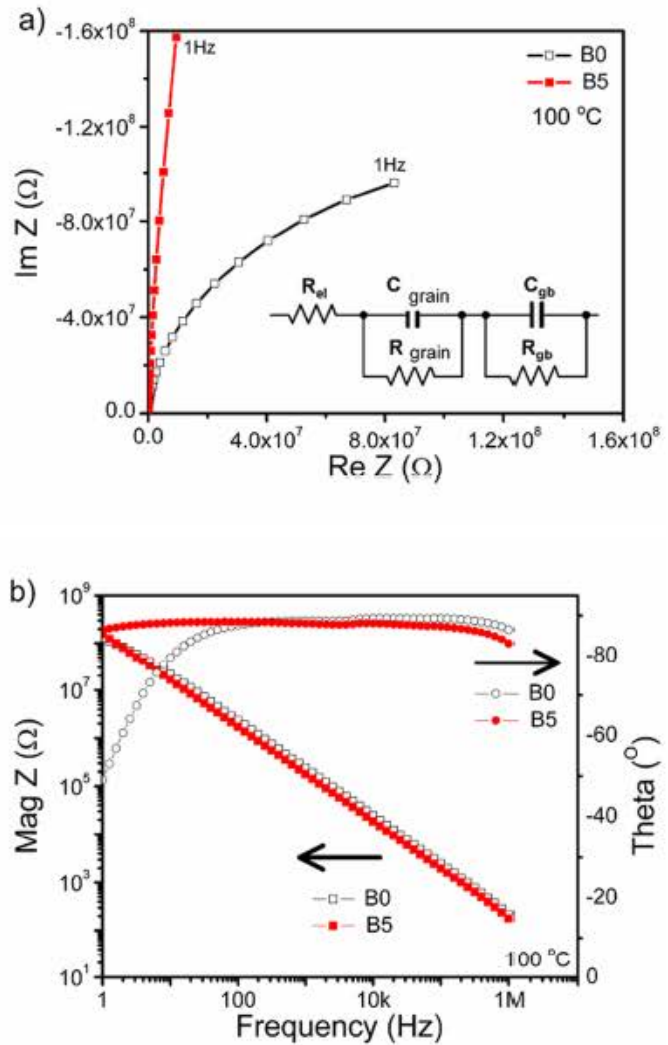 a)
-1.6x10⁸
-1.2x10⁸
-8.0x10⁷
-4.0x10⁷
0.0
Im Z (Ω)
1Hz
1Hz
B0
B5
100 °C
R_el
C grain
R grain
C_gb
R_gb
0.0 4.0x10⁷ 8.0x10⁷ 1.2x10⁸ 1.6x10⁸
Re Z (Ω)
b)
10⁹
10⁷
10⁵
10³
10¹
Mag Z (Ω)
B0
B5
B0
B5
100 °C
-80
-60
-40
-20
0
Theta (°)
1 100 10k 1M
Frequency (Hz)